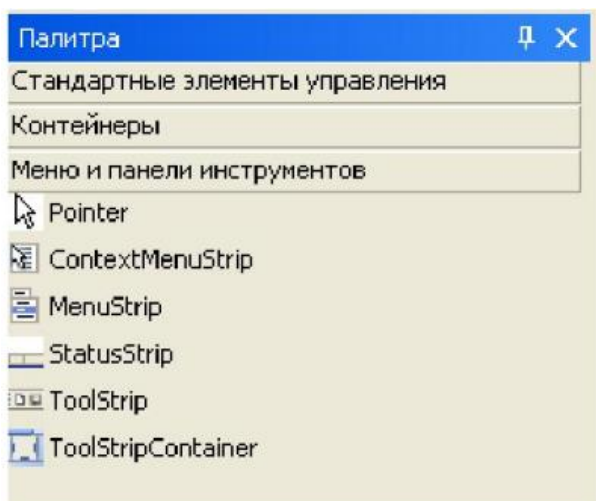 Палитра
Стандартные элементы управления
Контейнеры
Меню и панели инструментов
Pointer
ContextMenuStrip
MenuStrip
StatusStrip
ToolStrip
ToolStripContainer